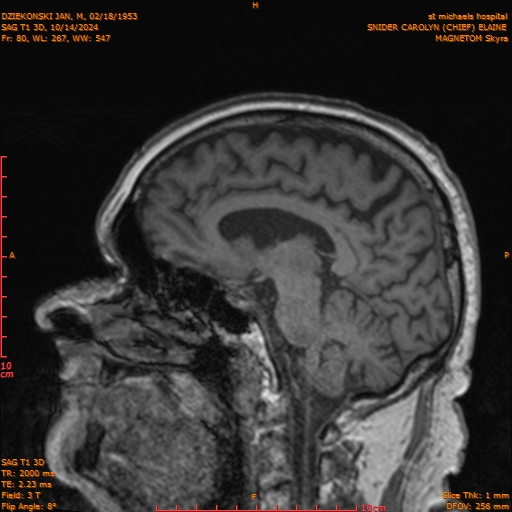 H
DZIEKONSKI JAN, M, 02/18/1953
SAG T1 3D, 10/14/2024
Fr: 80, WL: 267, WW: 547
st michaels hospital
SNIDER CAROLYN (CHIEF) ELAINE
MAGNETOM Skyra
A
P
10
cm
SAG T1 3D
TR: 2000 ms
TE: 2.23 ms
Field: 3 T
Flip Angle: 8°
F
10cm
Slice Thk: 1 mm
DFOV: 256 mm